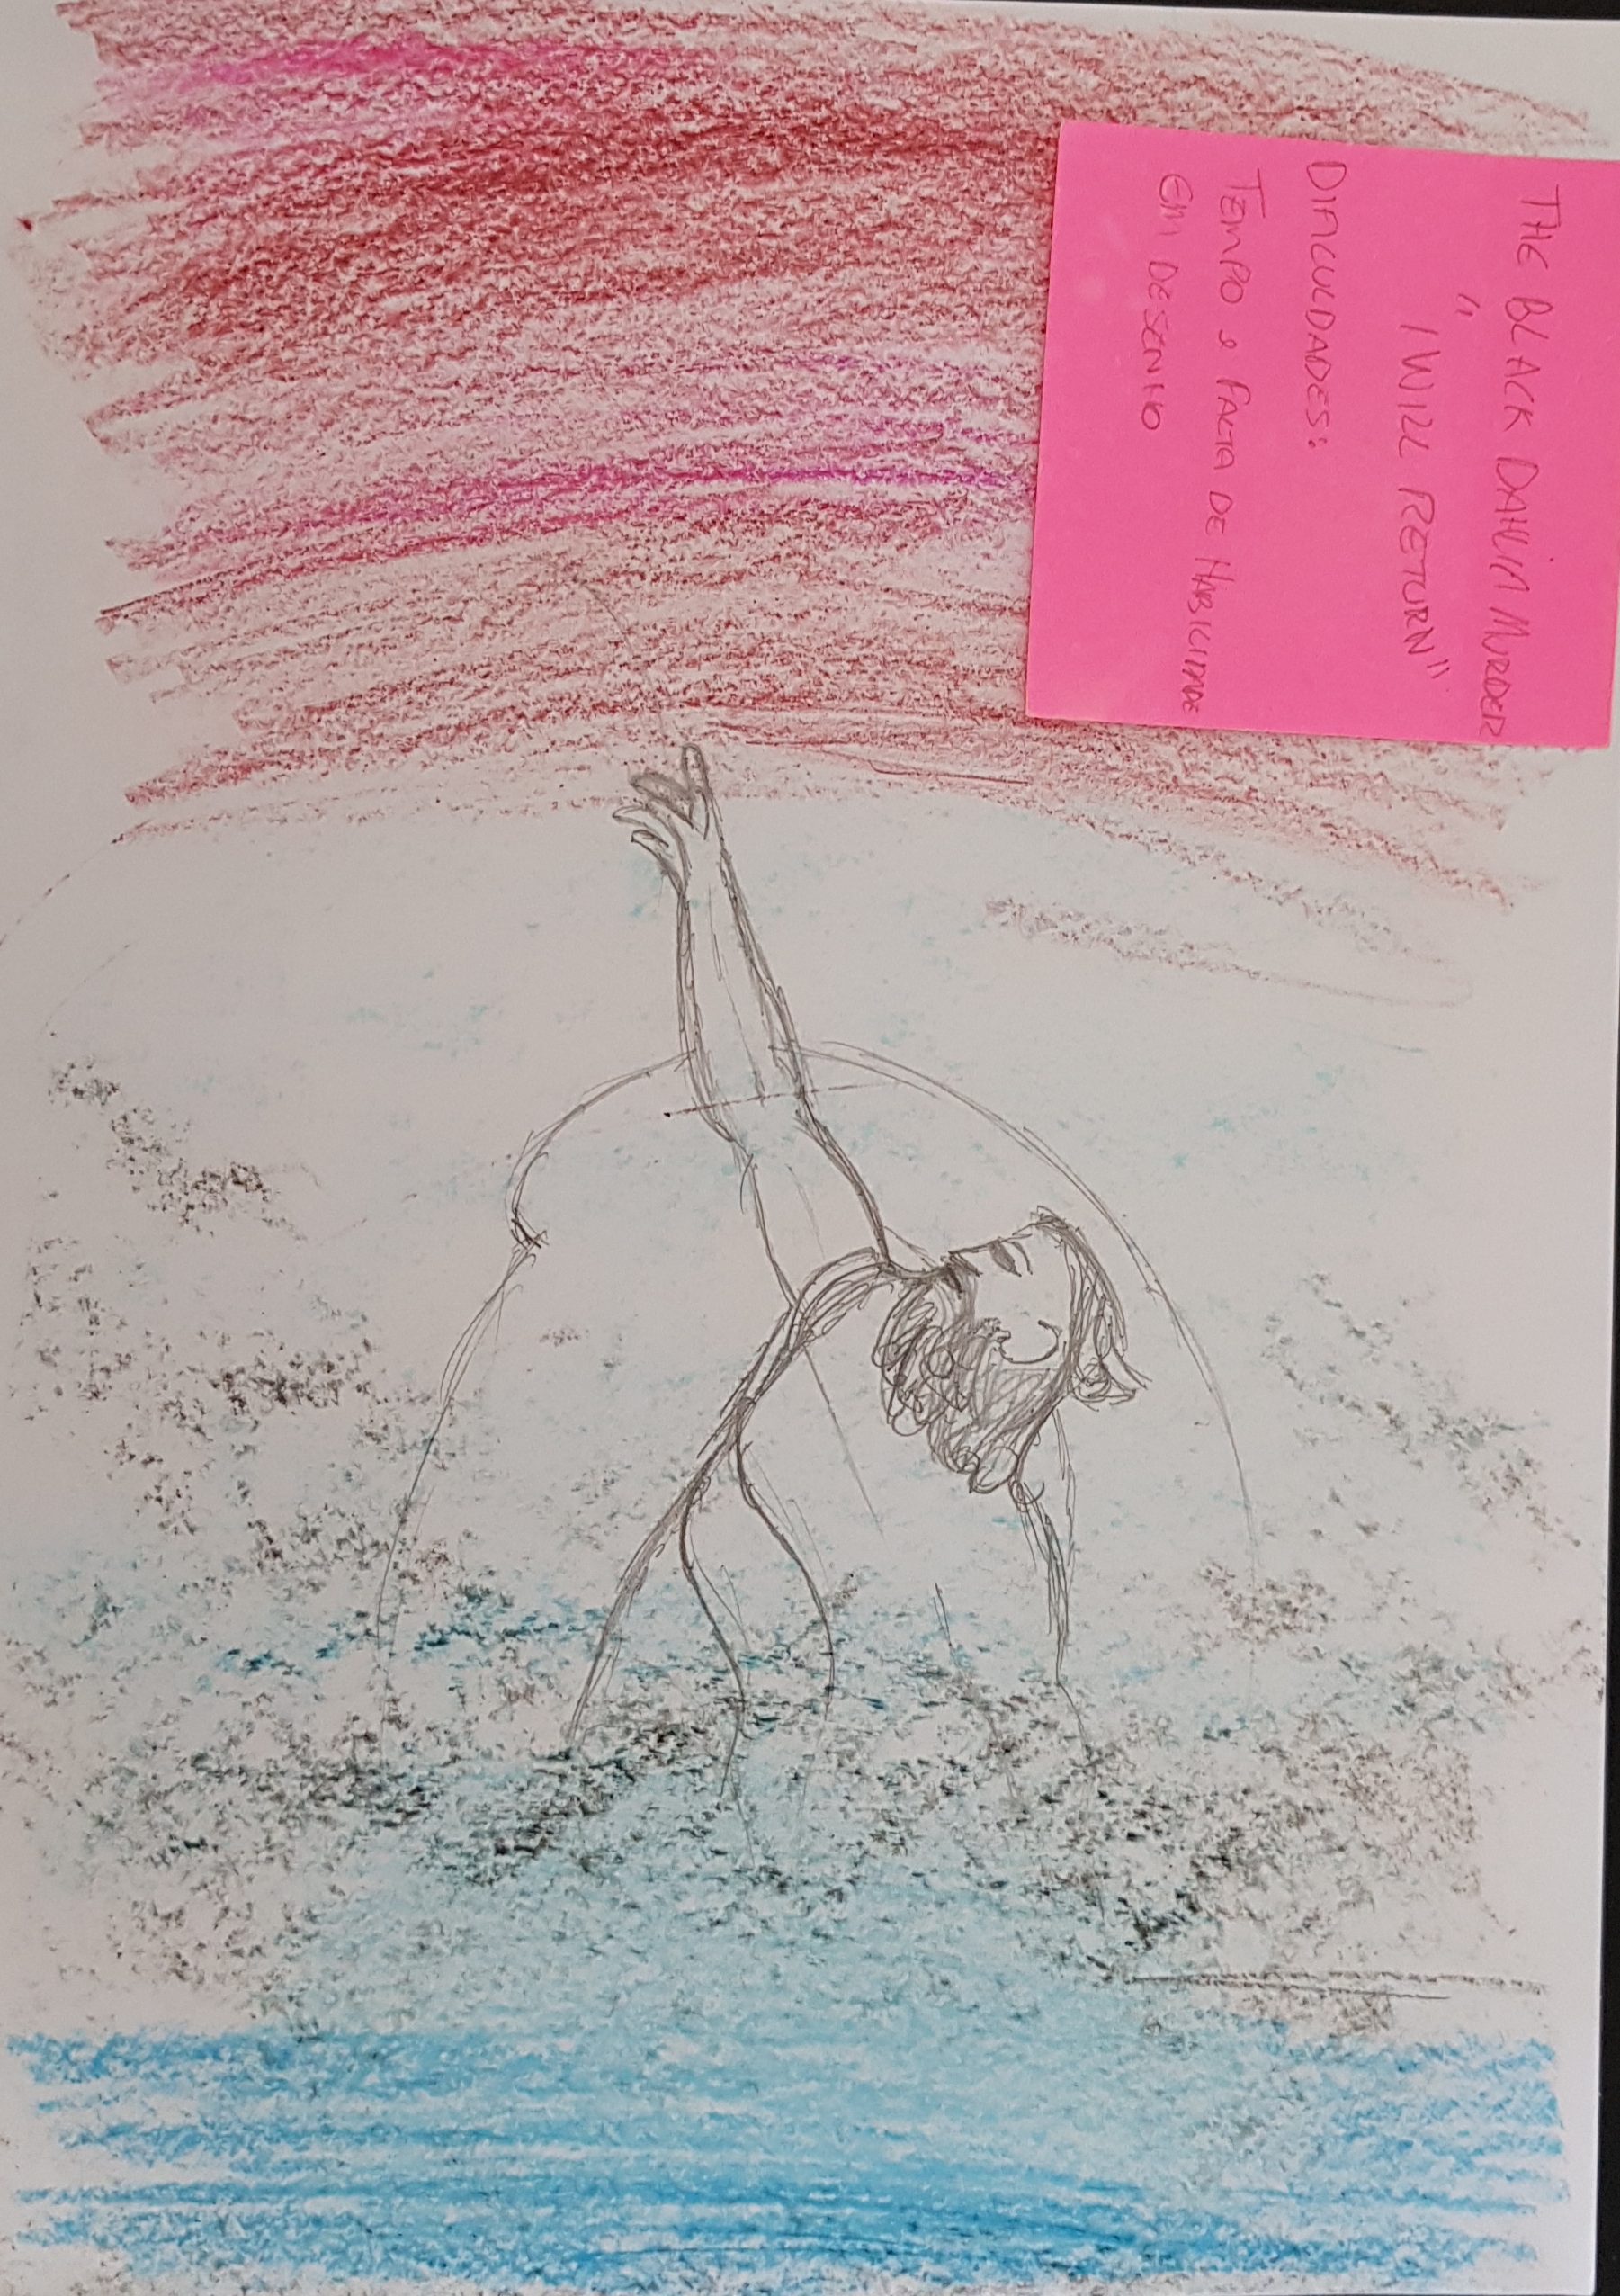 THE BLACK DAHLIA MURDER
"I WILL RETURN"
DIFICULDADES:
TEMPO & FALTA DE HABILIDADE
EM DESENHO